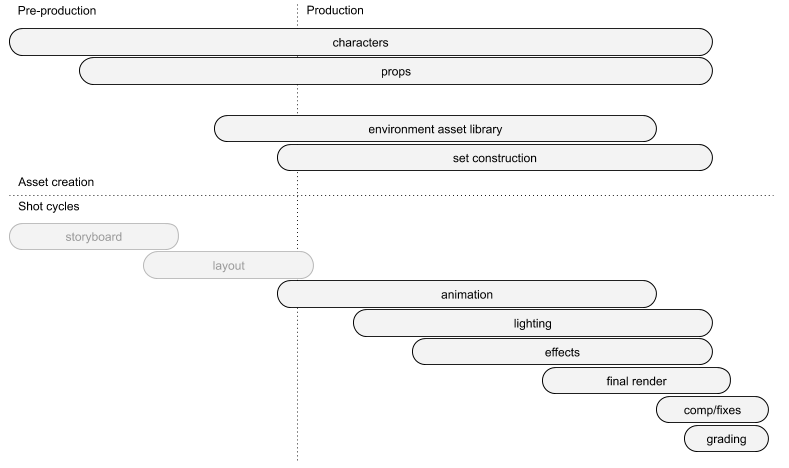 Pre-production
Production
characters
props
environment asset library
set construction
Asset creation
Shot cycles
storyboard
layout
animation
lighting
effects
final render
comp/fixes
grading